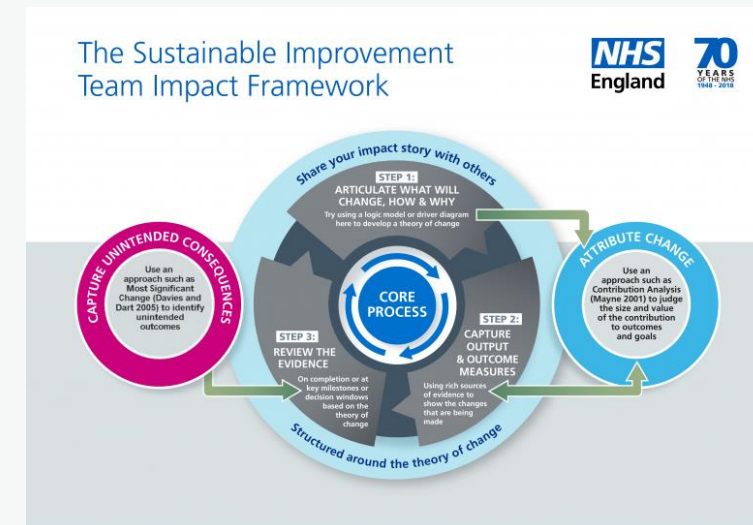 The Sustainable Improvement
Team Impact Framework
NHS
England
70
YEARS
OF THE NHS
1948 - 2018
Share your impact story with others
STEP 1:
ARTICULATE WHAT WILL
CHANGE, HOW & WHY
Try using a logic model or driver diagram
here to develop a theory of change
CAPTURE UNINTENDED CONSEQUENCES
Use an
approach such as
Most Significant
Change (Davies and
Dart 2005) to identify
unintended
outcomes
CORE
PROCESS
ATTRIBUTE CHANGE
Use an
approach such as
Contribution Analysis
(Mayne 2001) to judge
the size and value
of the contribution
to outcomes
and goals
STEP 2:
CAPTURE
OUTPUT
& OUTCOME
MEASURES
Using rich sources
of evidence to
show the changes
that are being
made
STEP 3:
REVIEW THE
EVIDENCE
On completion or at
key milestones or
decision windows
based on the
theory of
change
Structured around the theory of change